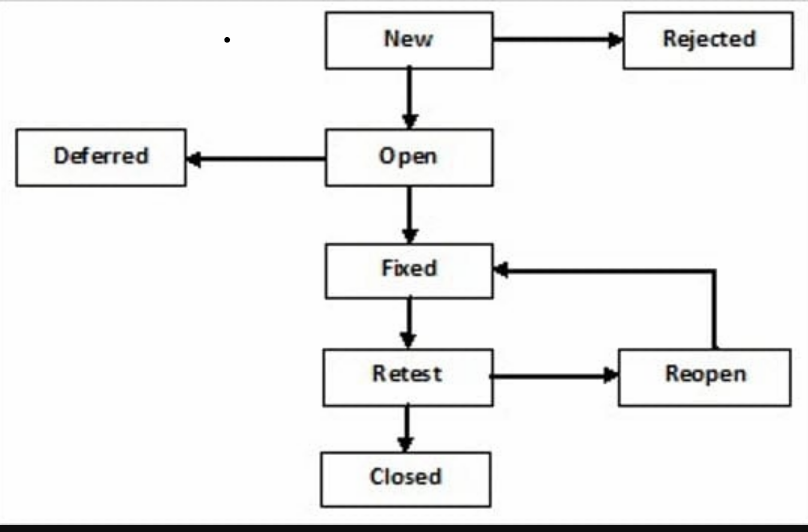 New
Rejected
Deferred
Open
Fixed
Retest
Reopen
Closed